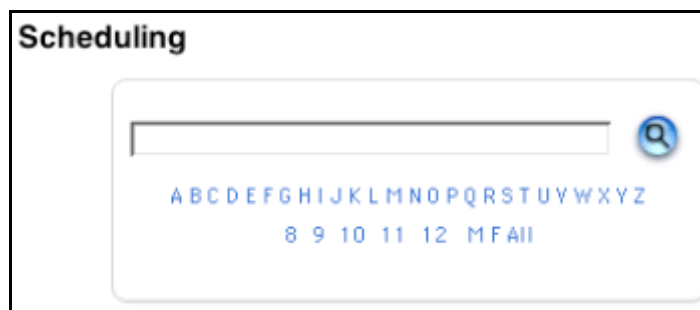 Scheduling
A B C D E F G H I J K L M N O P Q R S T U V W X Y Z
8 9 10 11 12 M F All